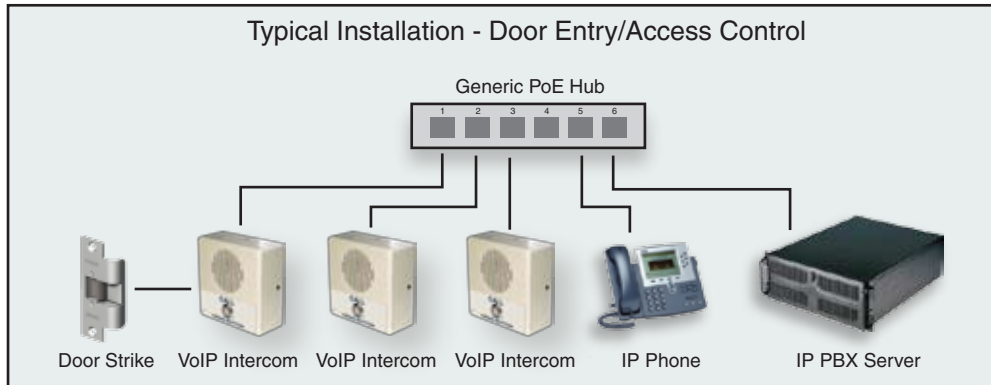 Typical Installation - Door Entry/Access Control
Generic PoE Hub
1 2 3 4 5 6
Door Strike VoIP Intercom VoIP Intercom VoIP Intercom IP Phone IP PBX Server